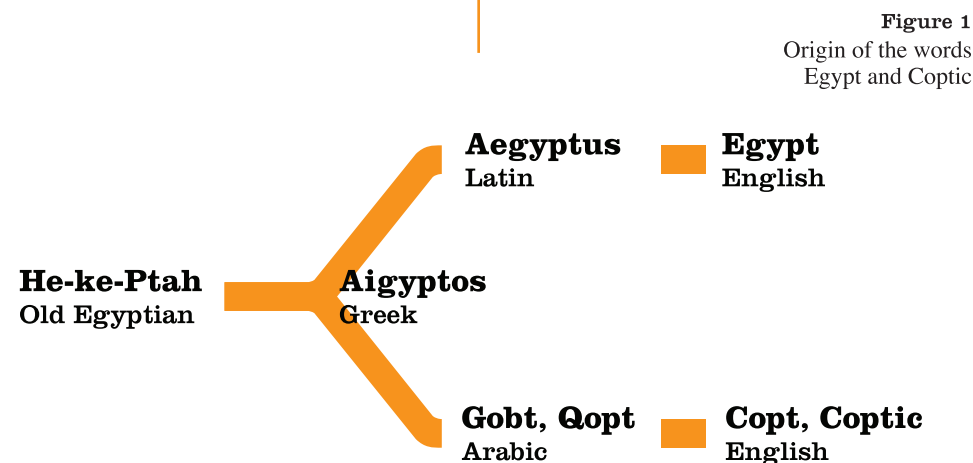 Figure 1
Origin of the words
Egypt and Coptic
Aegyptus
Latin
Egypt
English
He-ke-Ptah
Old Egyptian
Aigyptos
Greek
Gobt, Qopt
Arabic
Copt, Coptic
English